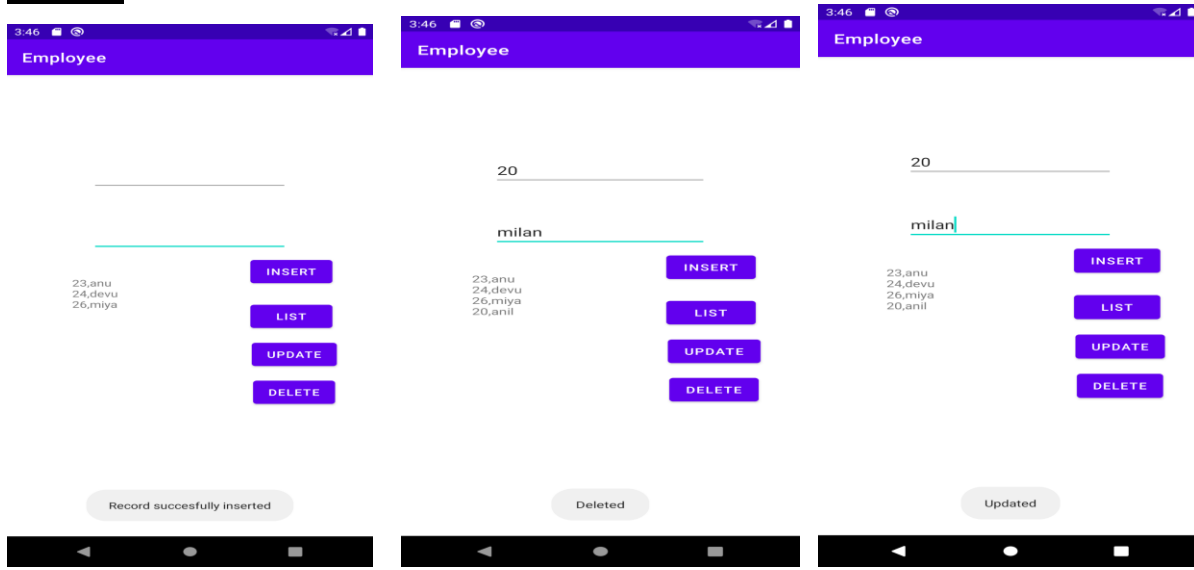 3:46
Employee
INSERT
23,anu
24,devu
26,miya
LIST
UPDATE
DELETE
Record succesfully inserted
3:46
Employee
20
milan
INSERT
23,anu
24,devu
26,miya
20,anil
LIST
UPDATE
DELETE
Deleted
3:46
Employee
20
milan
INSERT
23,anu
24,devu
26,miya
20,anil
LIST
UPDATE
DELETE
Updated